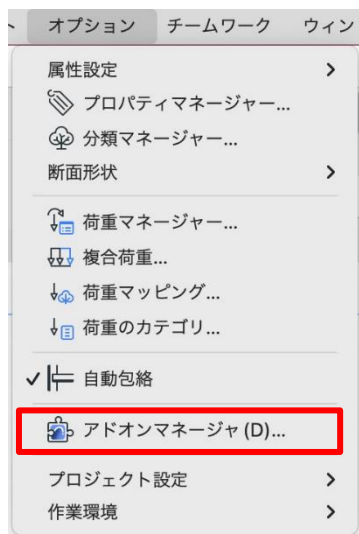 オプション チームワーク ウィン
属性設定
プロパティマネージャー...
分類マネージャー...
断面形状
荷重マネージャー...
複合荷重...
荷重マッピング...
荷重のカテゴリ...
自動包絡
アドオンマネージャ (D)...
プロジェクト設定
作業環境